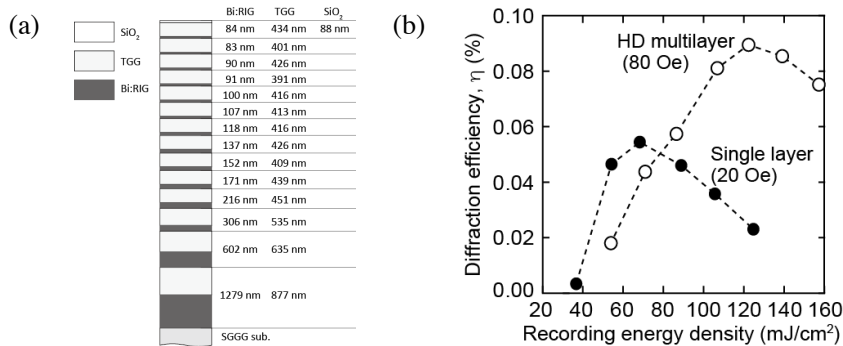 (a)
SiO₂
TGG
Bi:RIG
Bi:RIG TGG SiO₂
84 nm 434 nm 88 nm
83 nm 401 nm
90 nm 426 nm
91 nm 391 nm
100 nm 416 nm
107 nm 413 nm
118 nm 416 nm
137 nm 426 nm
152 nm 409 nm
171 nm 439 nm
216 nm 451 nm
306 nm 535 nm
602 nm 635 nm
1279 nm 877 nm
SGGG sub.
(b)
Diffraction efficiency, η (%)
0.10
0.08
0.06
0.04
0.02
0.00
HD multilayer
(80 Oe)
Single layer
(20 Oe)
20 40 60 80 100 120 140 160
Recording energy density (mJ/cm²)